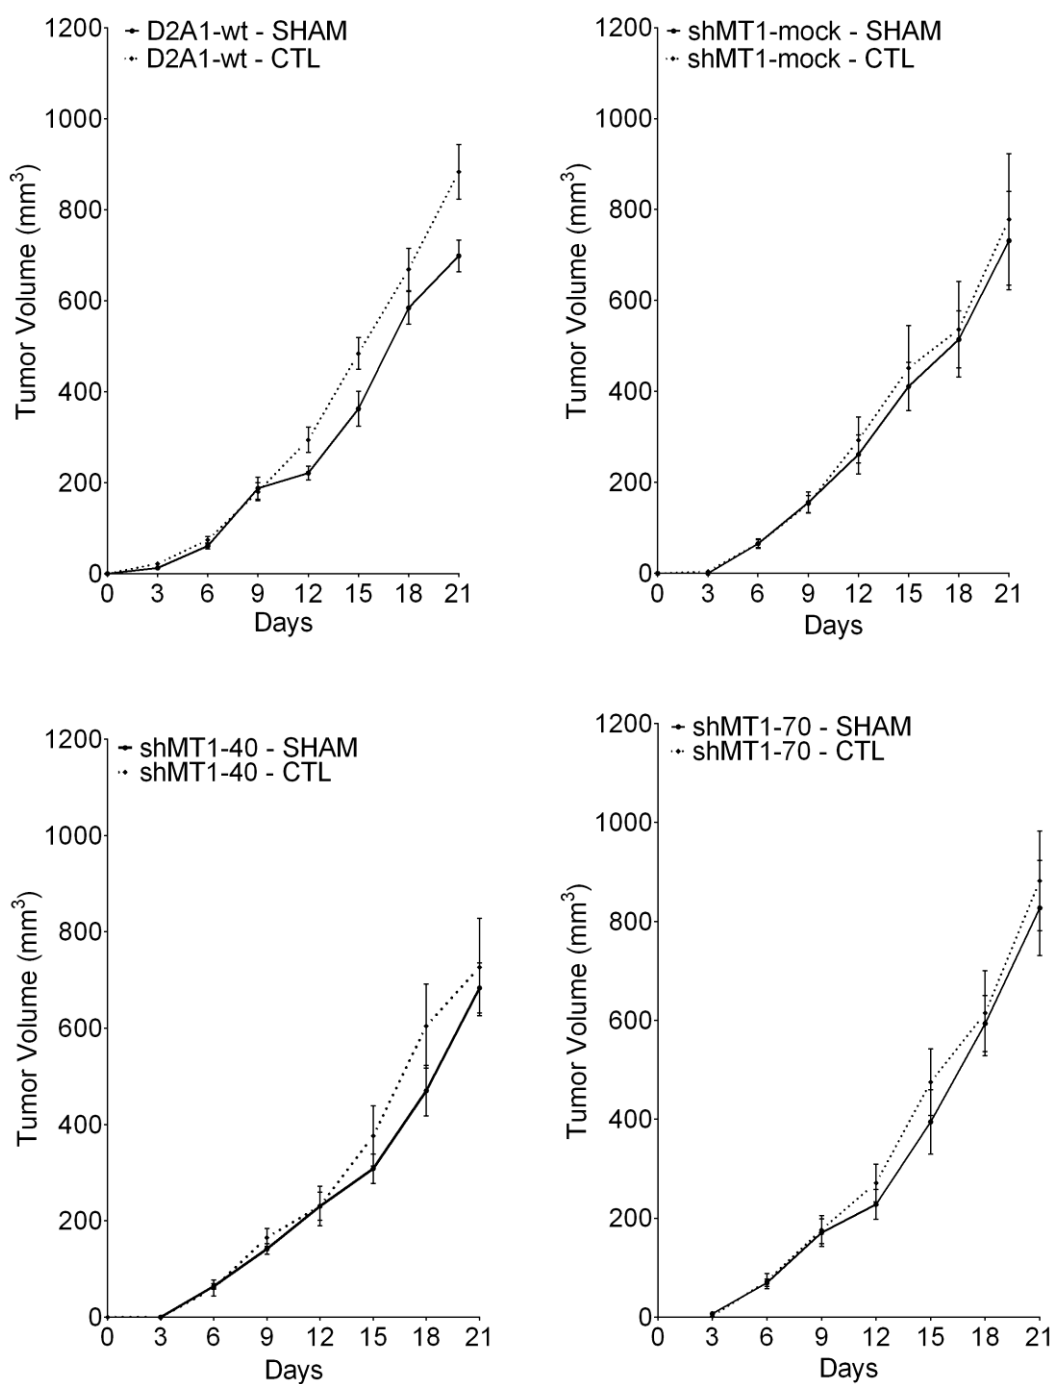 D2A1-wt - SHAM
D2A1-wt - CTL
Tumor Volume (mm³)
1200
1000
800
600
400
200
0
0 3 6 9 12 15 18 21
Days
shMT1-mock - SHAM
shMT1-mock - CTL
Tumor Volume (mm³)
1200
1000
800
600
400
200
0
0 3 6 9 12 15 18 21
Days
shMT1-40 - SHAM
shMT1-40 - CTL
Tumor Volume (mm³)
1200
1000
800
600
400
200
0
0 3 6 9 12 15 18 21
Days
shMT1-70 - SHAM
shMT1-70 - CTL
Tumor Volume (mm³)
1200
1000
800
600
400
200
0
0 3 6 9 12 15 18 21
Days